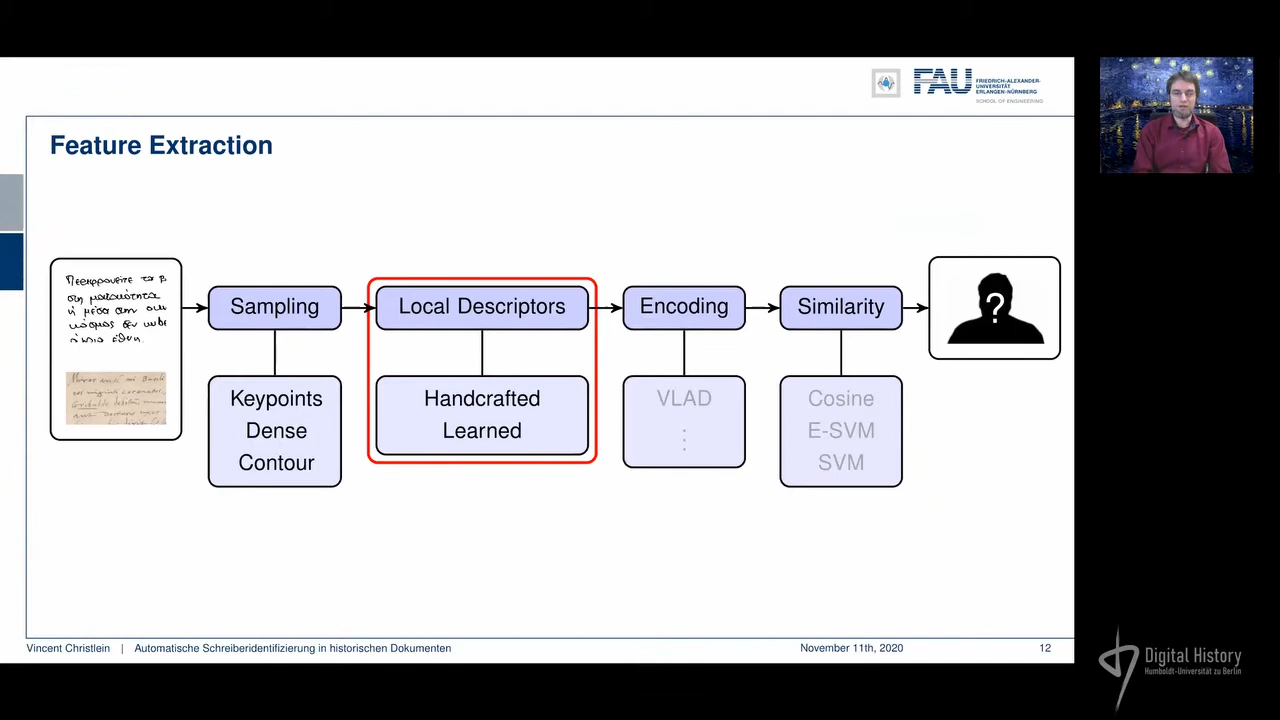 FAU
FRIEDRICH-ALEXANDER-
UNIVERSITÄT
ERLANGEN-NÜRNBERG
SCHOOL OF ENGINEERING
Feature Extraction
Sampling
Local Descriptors
Encoding
Similarity
?
Keypoints
Dense
Contour
Handcrafted
Learned
VLAD
⋮
Cosine
E-SVM
SVM
Vincent Christlein | Automatische Schreiberidentifizierung in historischen Dokumenten November 11th, 2020 12
Digital History
Humboldt-Universität zu Berlin